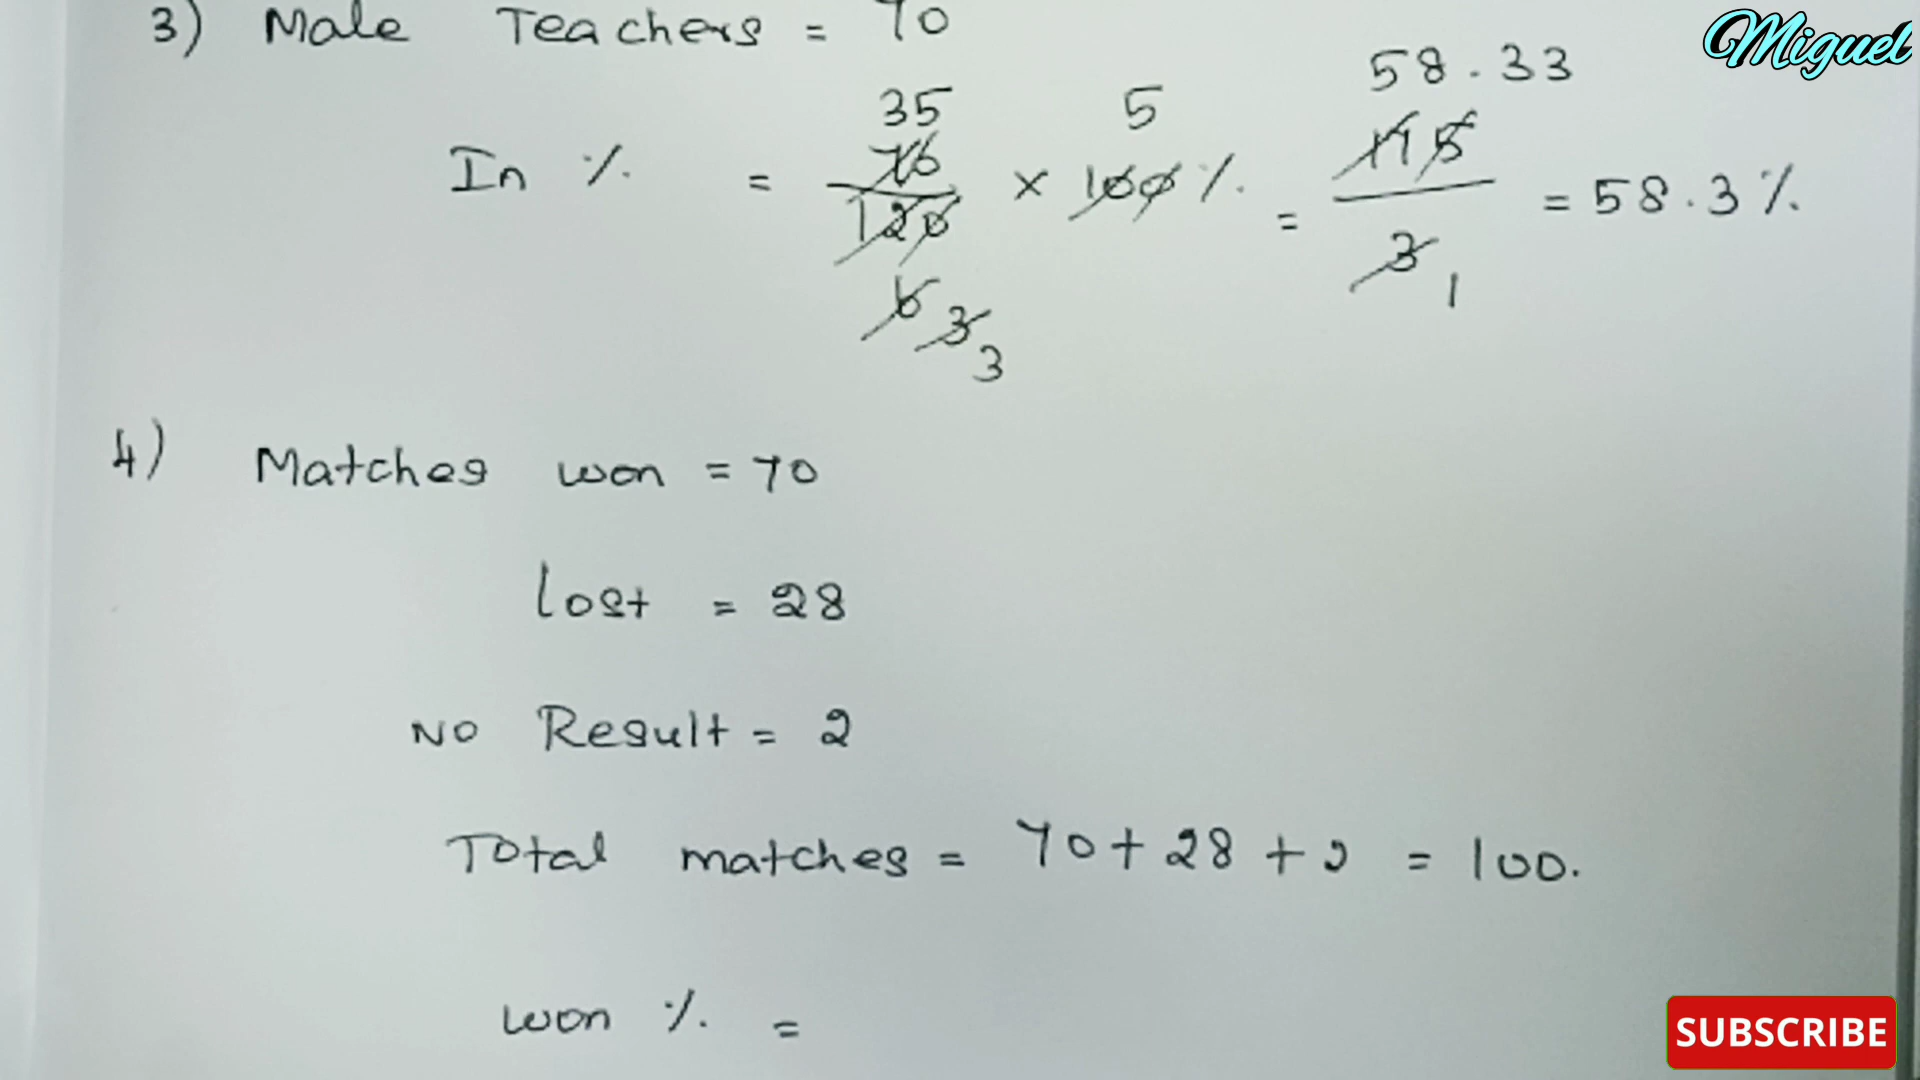 3) Male Teachers = 70
Miguel
58.33
35 5 115
In % = 70/120 × 100 % = 175/3 = 58.3 %
6 3 3 1
4) Matches won = 70
Lost = 28
No Result = 2
Total matches = 70 + 28 + 2 = 100.
won % =
SUBSCRIBE